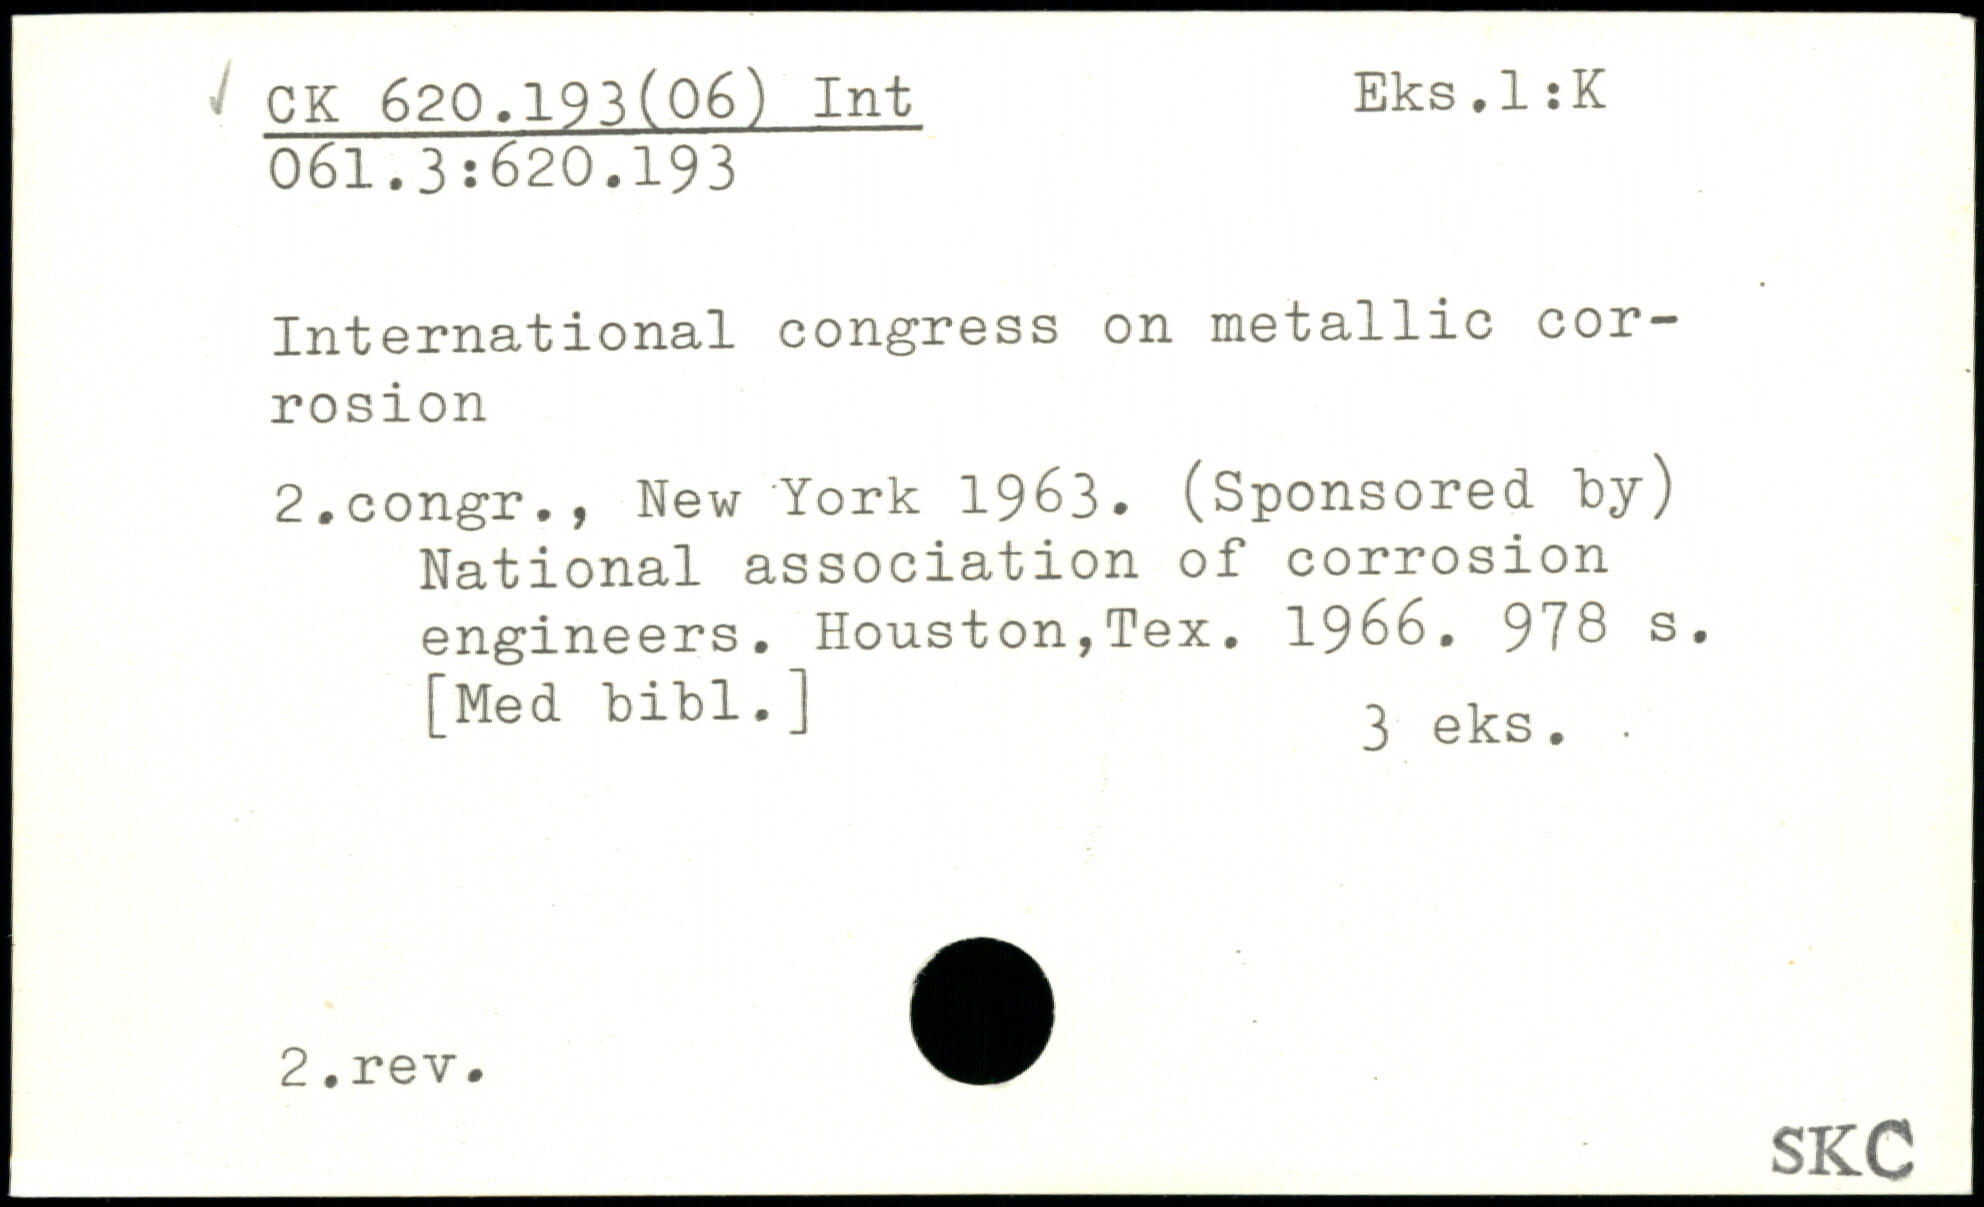 ✓ CK 620.193(06) Int Eks.1:K
061.3:620.193
International congress on metallic cor-
rosion
2.congr., New York 1963. (Sponsored by)
National association of corrosion
engineers. Houston,Tex. 1966. 978 s.
[Med bibl.]
3 eks.
2.rev.
SKC